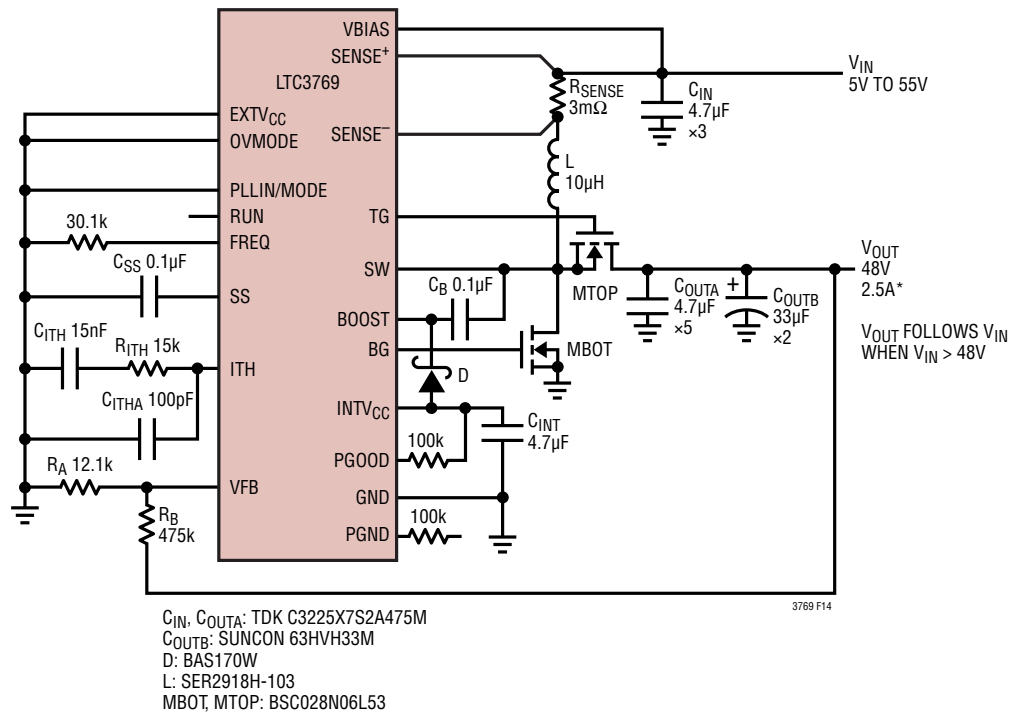 VBIAS
SENSE+
LTC3769
VIN
5V TO 55V
RSENSE
3mΩ
CIN
4.7µF
×3
EXTVCC
OVMODE
SENSE–
L
10µH
PLLIN/MODE
RUN
TG
30.1k
FREQ
CSS 0.1µF
SW
MTOP
VOUT
48V
2.5A*
COUTA
4.7µF
×5
+
COUTB
33µF
×2
SS
CB 0.1µF
BOOST
BG
MBOT
VOUT FOLLOWS VIN
WHEN VIN > 48V
CITH 15nF
RITH 15k
ITH
D
CITHA 100pF
INTVCC
CINT
4.7µF
100k
PGOOD
RA 12.1k
VFB
GND
RB
475k
100k
PGND
3769 F14
CIN, COUTA: TDK C3225X7S2A475M
COUTB: SUNCON 63HVH33M
D: BAS170W
L: SER2918H-103
MBOT, MTOP: BSC028N06L53